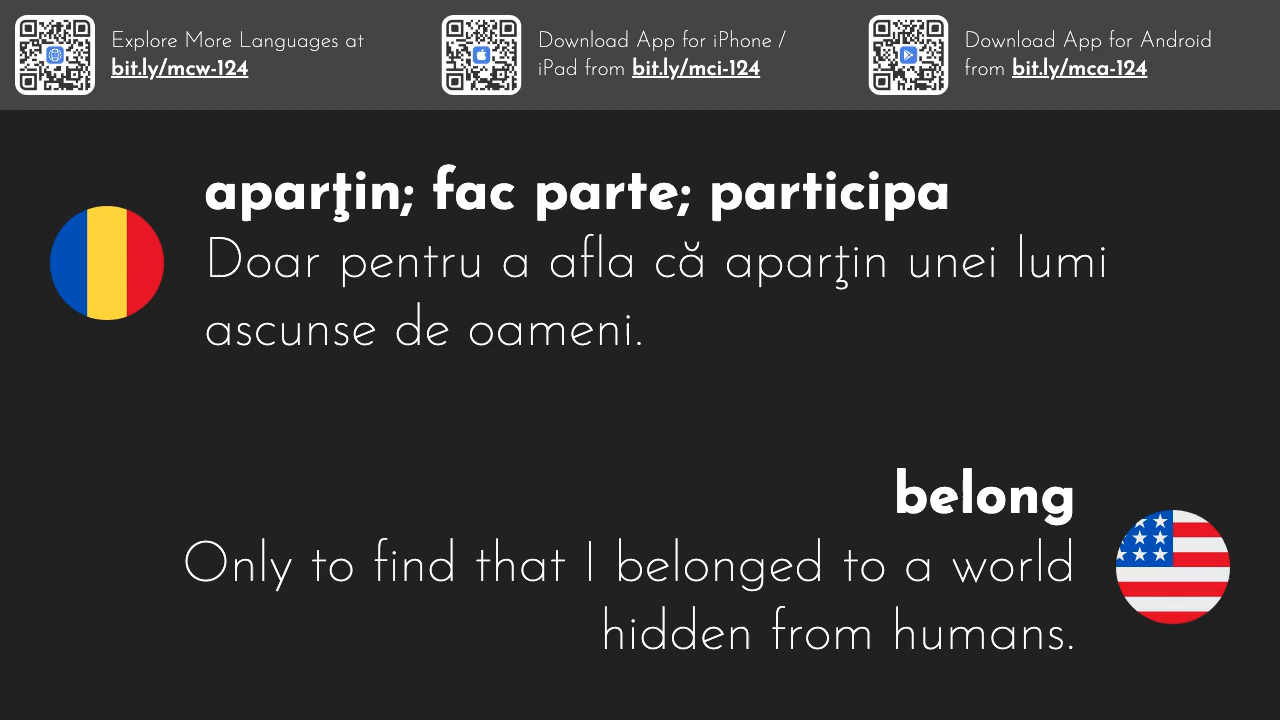 Explore More Languages at
bit.ly/mcw-124
Download App for iPhone /
iPad from bit.ly/mci-124
Download App for Android
from bit.ly/mca-124
aparţin; fac parte; participa
Doar pentru a afla că aparţin unei lumi
ascunse de oameni.
belong
Only to find that I belonged to a world
hidden from humans.